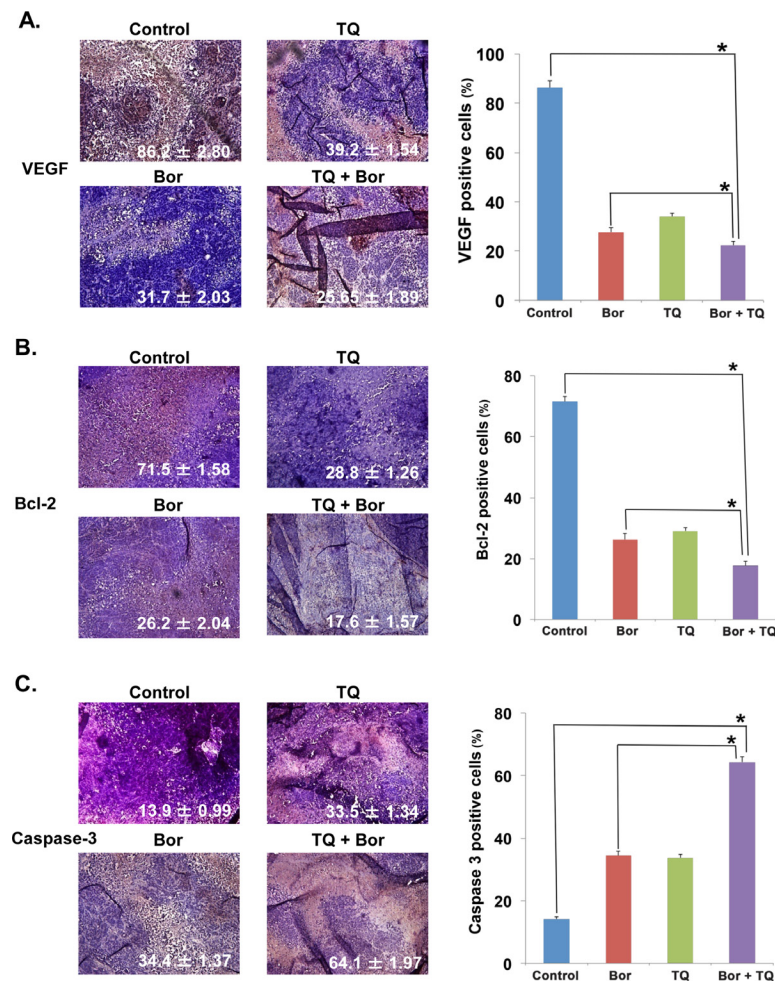 A.
Control
TQ
VEGF
86.2 ± 2.80
39.2 ± 1.54
Bor
TQ + Bor
31.7 ± 2.03
25.65 ± 1.89
VEGF positive cells (%)
100
80
60
40
20
0
*
*
Control Bor TQ Bor + TQ
B.
Control
TQ
Bcl-2
71.5 ± 1.58
28.8 ± 1.26
Bor
TQ + Bor
26.2 ± 2.04
17.6 ± 1.57
Bcl-2 positive cells (%)
80
60
40
20
0
*
*
Control Bor TQ Bor + TQ
C.
Control
TQ
Caspase-3
13.9 ± 0.99
33.5 ± 1.34
Bor
TQ + Bor
34.4 ± 1.37
64.1 ± 1.97
Caspase 3 positive cells (%)
80
60
40
20
0
*
*
Control Bor TQ Bor + TQ